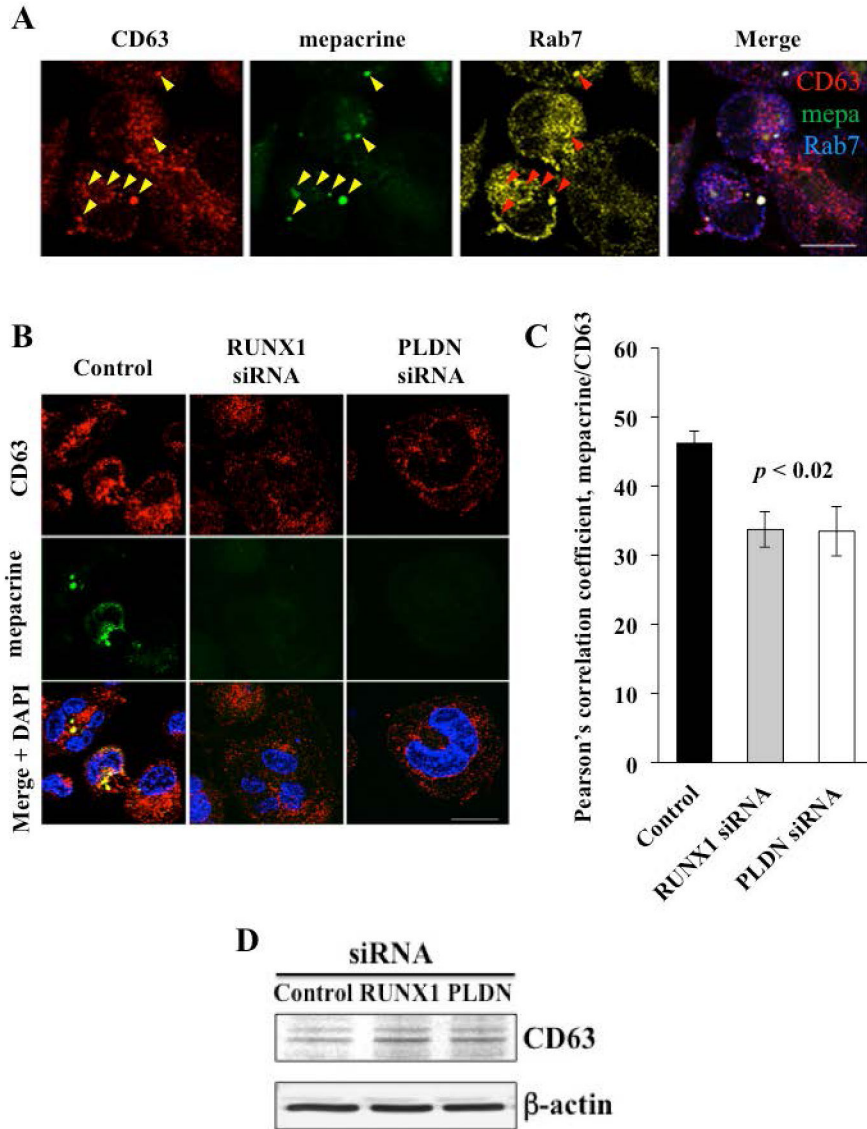 A
CD63 mepacrine Rab7 Merge
CD63
mepa
Rab7
B
Control
RUNX1
siRNA
PLDN
siRNA
CD63
mepacrine
Merge + DAPI
C
Pearson's correlation coefficient, mepacrine/CD63
60
50
40
30
20
10
0
p < 0.02
Control
RUNX1 siRNA
PLDN siRNA
D
siRNA
Control RUNX1 PLDN
CD63
β-actin